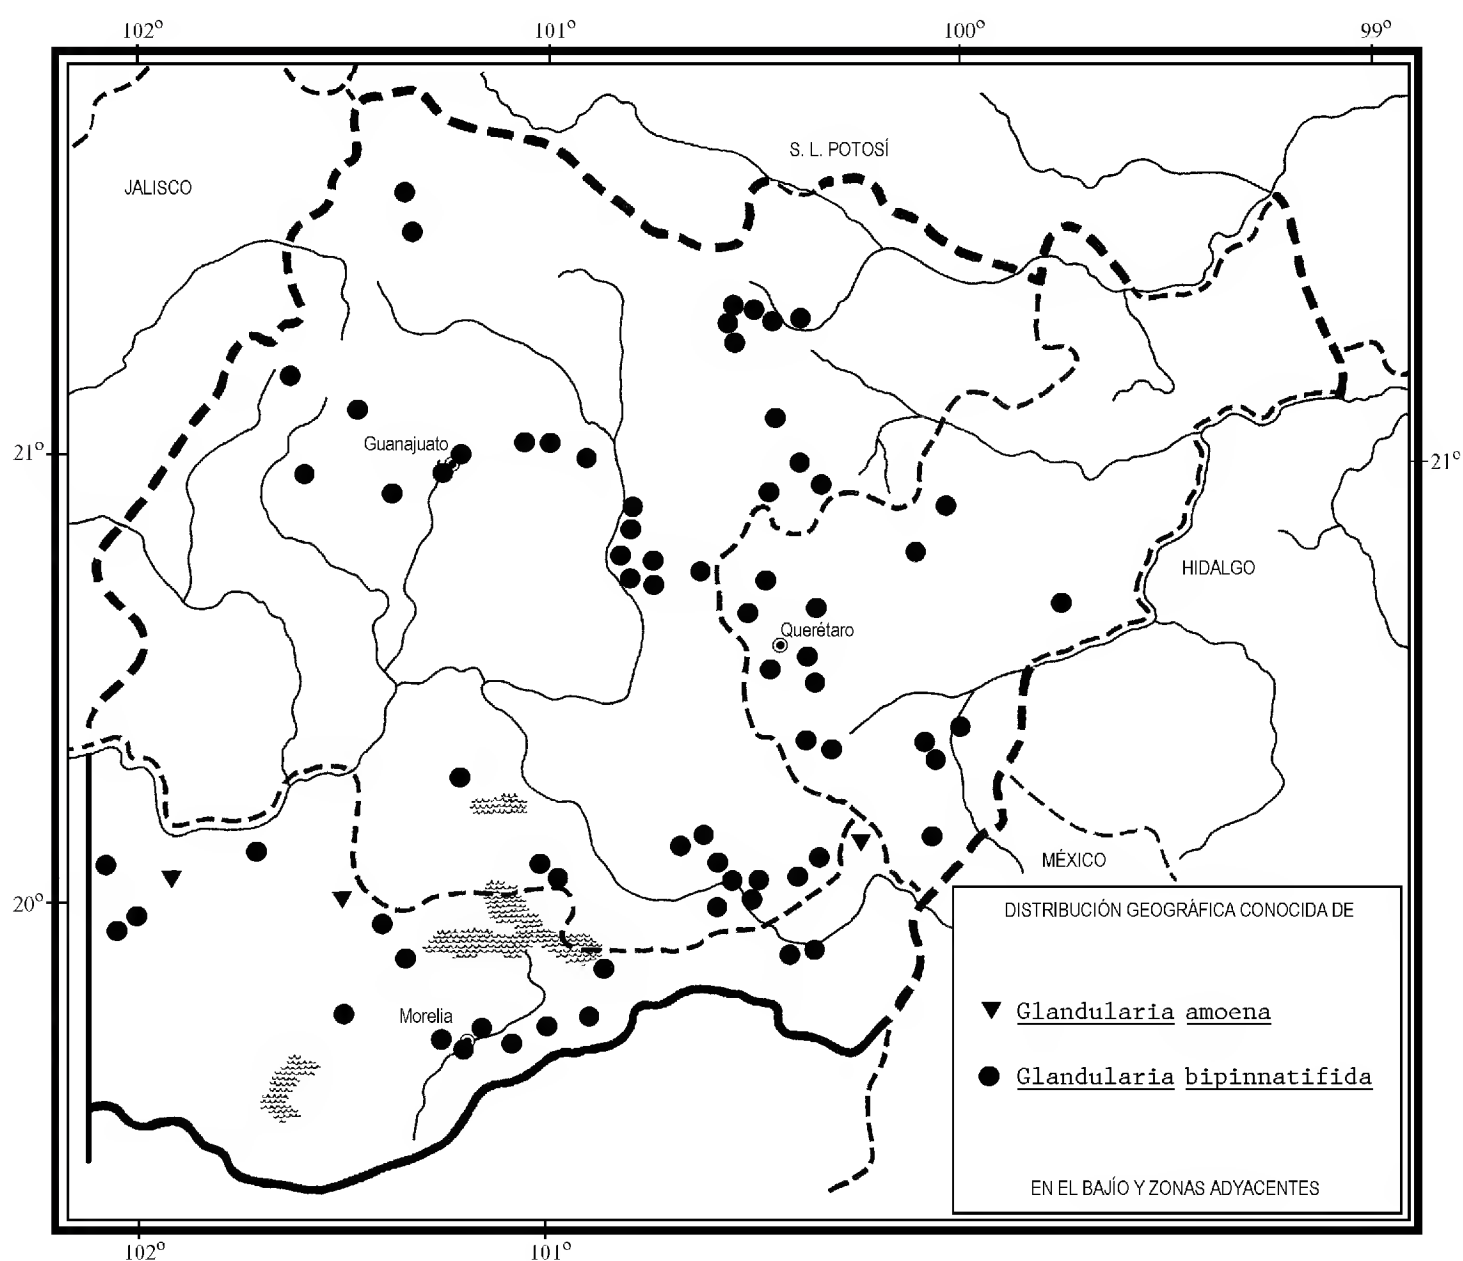 102° 101° 100° 99°
S. L. POTOSÍ
JALISCO
Guanajuato
21° 21°
HIDALGO
Querétaro
MÉXICO
20°
DISTRIBUCIÓN GEOGRÁFICA CONOCIDA DE
Glandularia amoena
Morelia
Glandularia bipinnatifida
EN EL BAJÍO Y ZONAS ADYACENTES
102° 101°